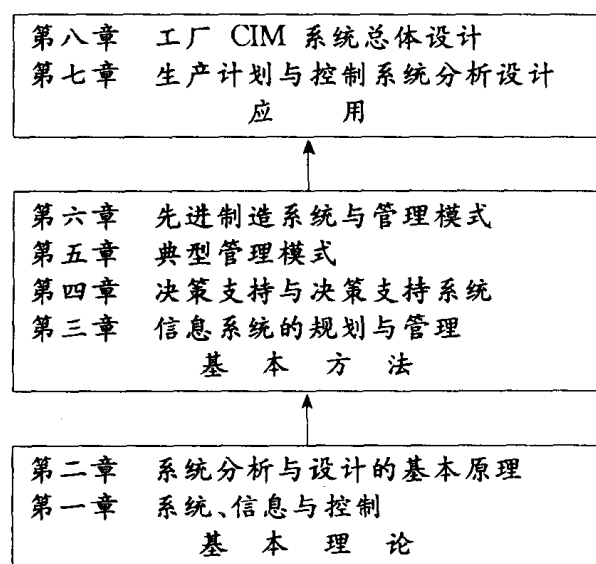 第八章 工厂 CIM 系统总体设计
第七章 生产计划与控制系统分析设计
应 用
第六章 先进制造系统与管理模式
第五章 典型管理模式
第四章 决策支持与决策支持系统
第三章 信息系统的规划与管理
基 本 方 法
第二章 系统分析与设计的基本原理
第一章 系统、信息与控制
基 本 理 论